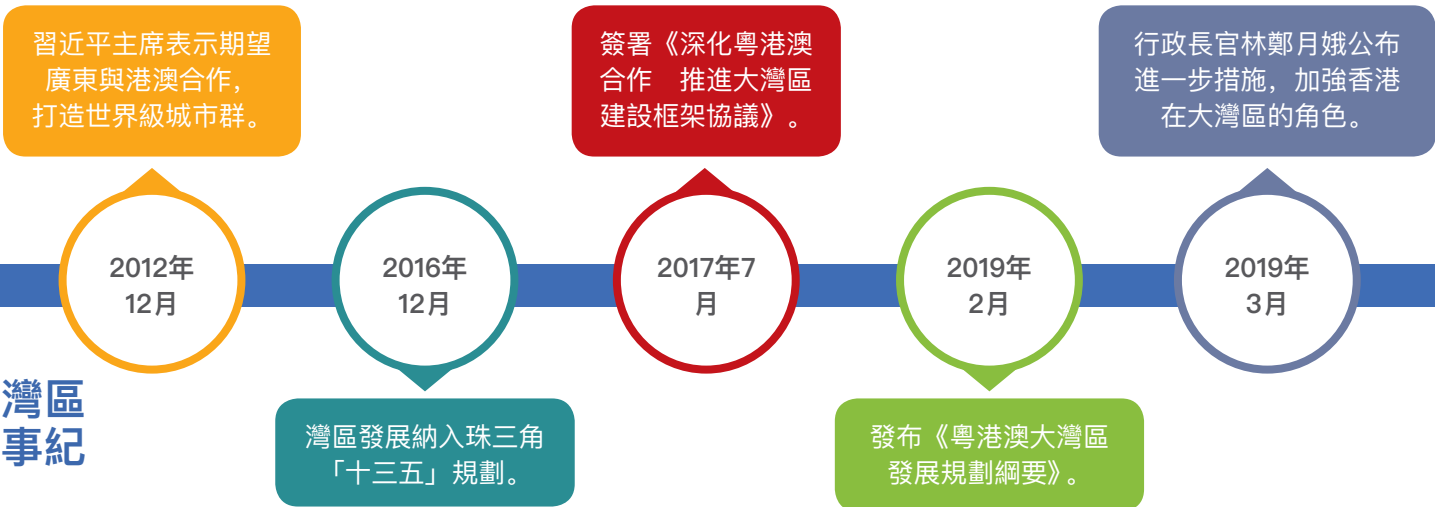 習近平主席表示期望
廣東與港澳合作,
打造世界級城市群。
簽署《深化粵港澳
合作　推進大灣區
建設框架協議》。
行政長官林鄭月娥公布
進一步措施，加強香港
在大灣區的角色。
2012年
12月
2016年
12月
2017年7
月
2019年
2月
2019年
3月
灣區
事紀
灣區發展納入珠三角
「十三五」規劃。
發布《粵港澳大灣區
發展規劃綱要》。